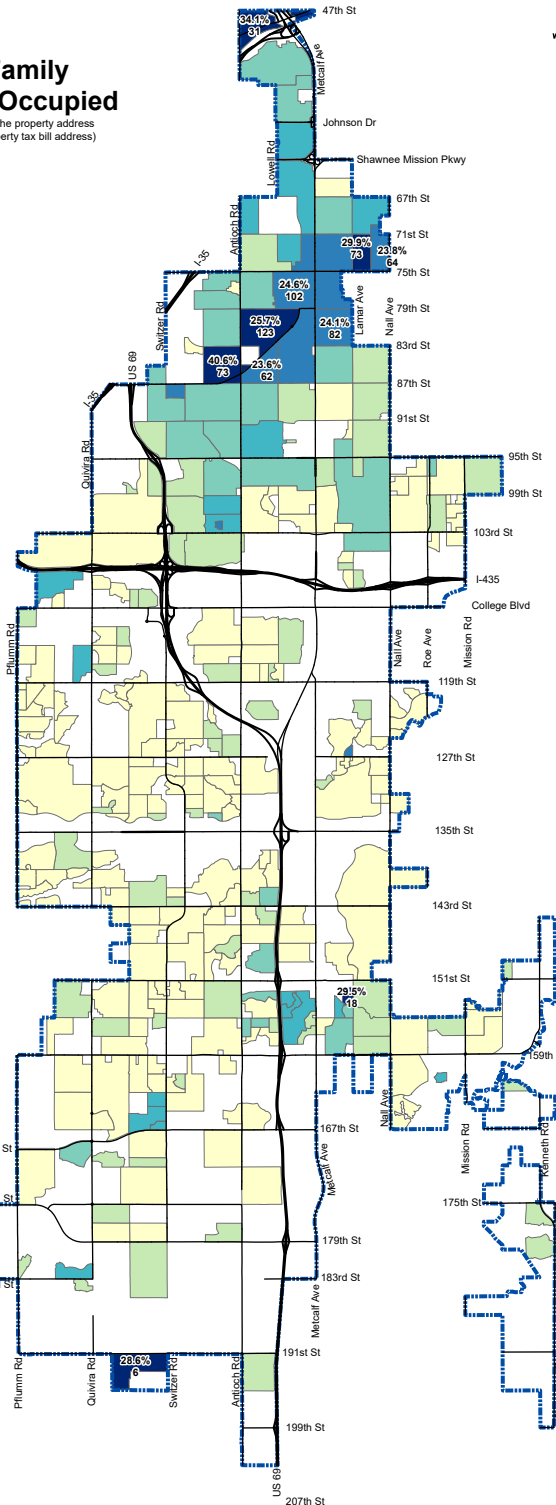 47th St
34.1%
31
w
amily
Occupied
he property address
perty tax bill address)
Metcalf Ave
Johnson Dr
Lowell Rd
Shawnee Mission Pkwy
67th St
Antioch Rd
71st St
29.9%
73
23.8%
64
I-35
75th St
24.6%
102
Switzer Rd
Lamar Ave
Nall Ave
79th St
25.7%
123
24.1%
82
83rd St
US 69
40.6%
73
23.6%
62
87th St
I-35
91st St
Quivira Rd
95th St
99th St
103rd St
I-435
College Blvd
Pflumm Rd
Nall Ave
Roe Ave
Mission Rd
119th St
127th St
135th St
143rd St
151st St
29.5%
18
159th
Nall Ave
Mission Rd
Kenneth Rd
167th St
St
Metcalf Ave
St
175th St
179th St
St
183rd St
Metcalf Ave
191st St
28.6%
6
Pflumm Rd
Quivira Rd
Switzer Rd
Antioch Rd
199th St
US 69
207th St